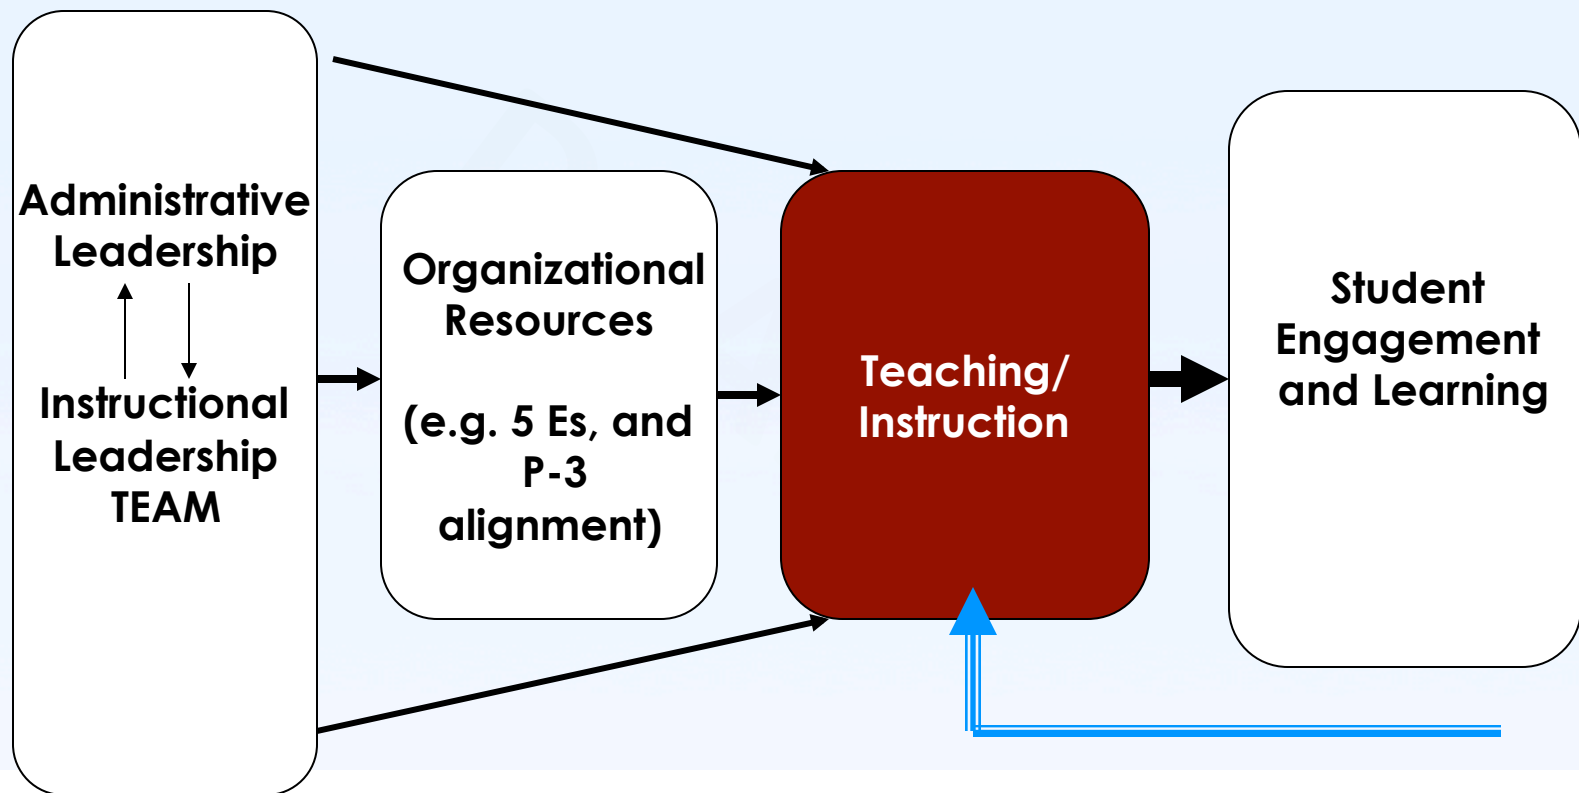 Administrative
Leadership
Instructional
Leadership
TEAM
Organizational
Resources
(e.g. 5 Es, and
P-3
alignment)
Teaching/
Instruction
Student
Engagement
and Learning